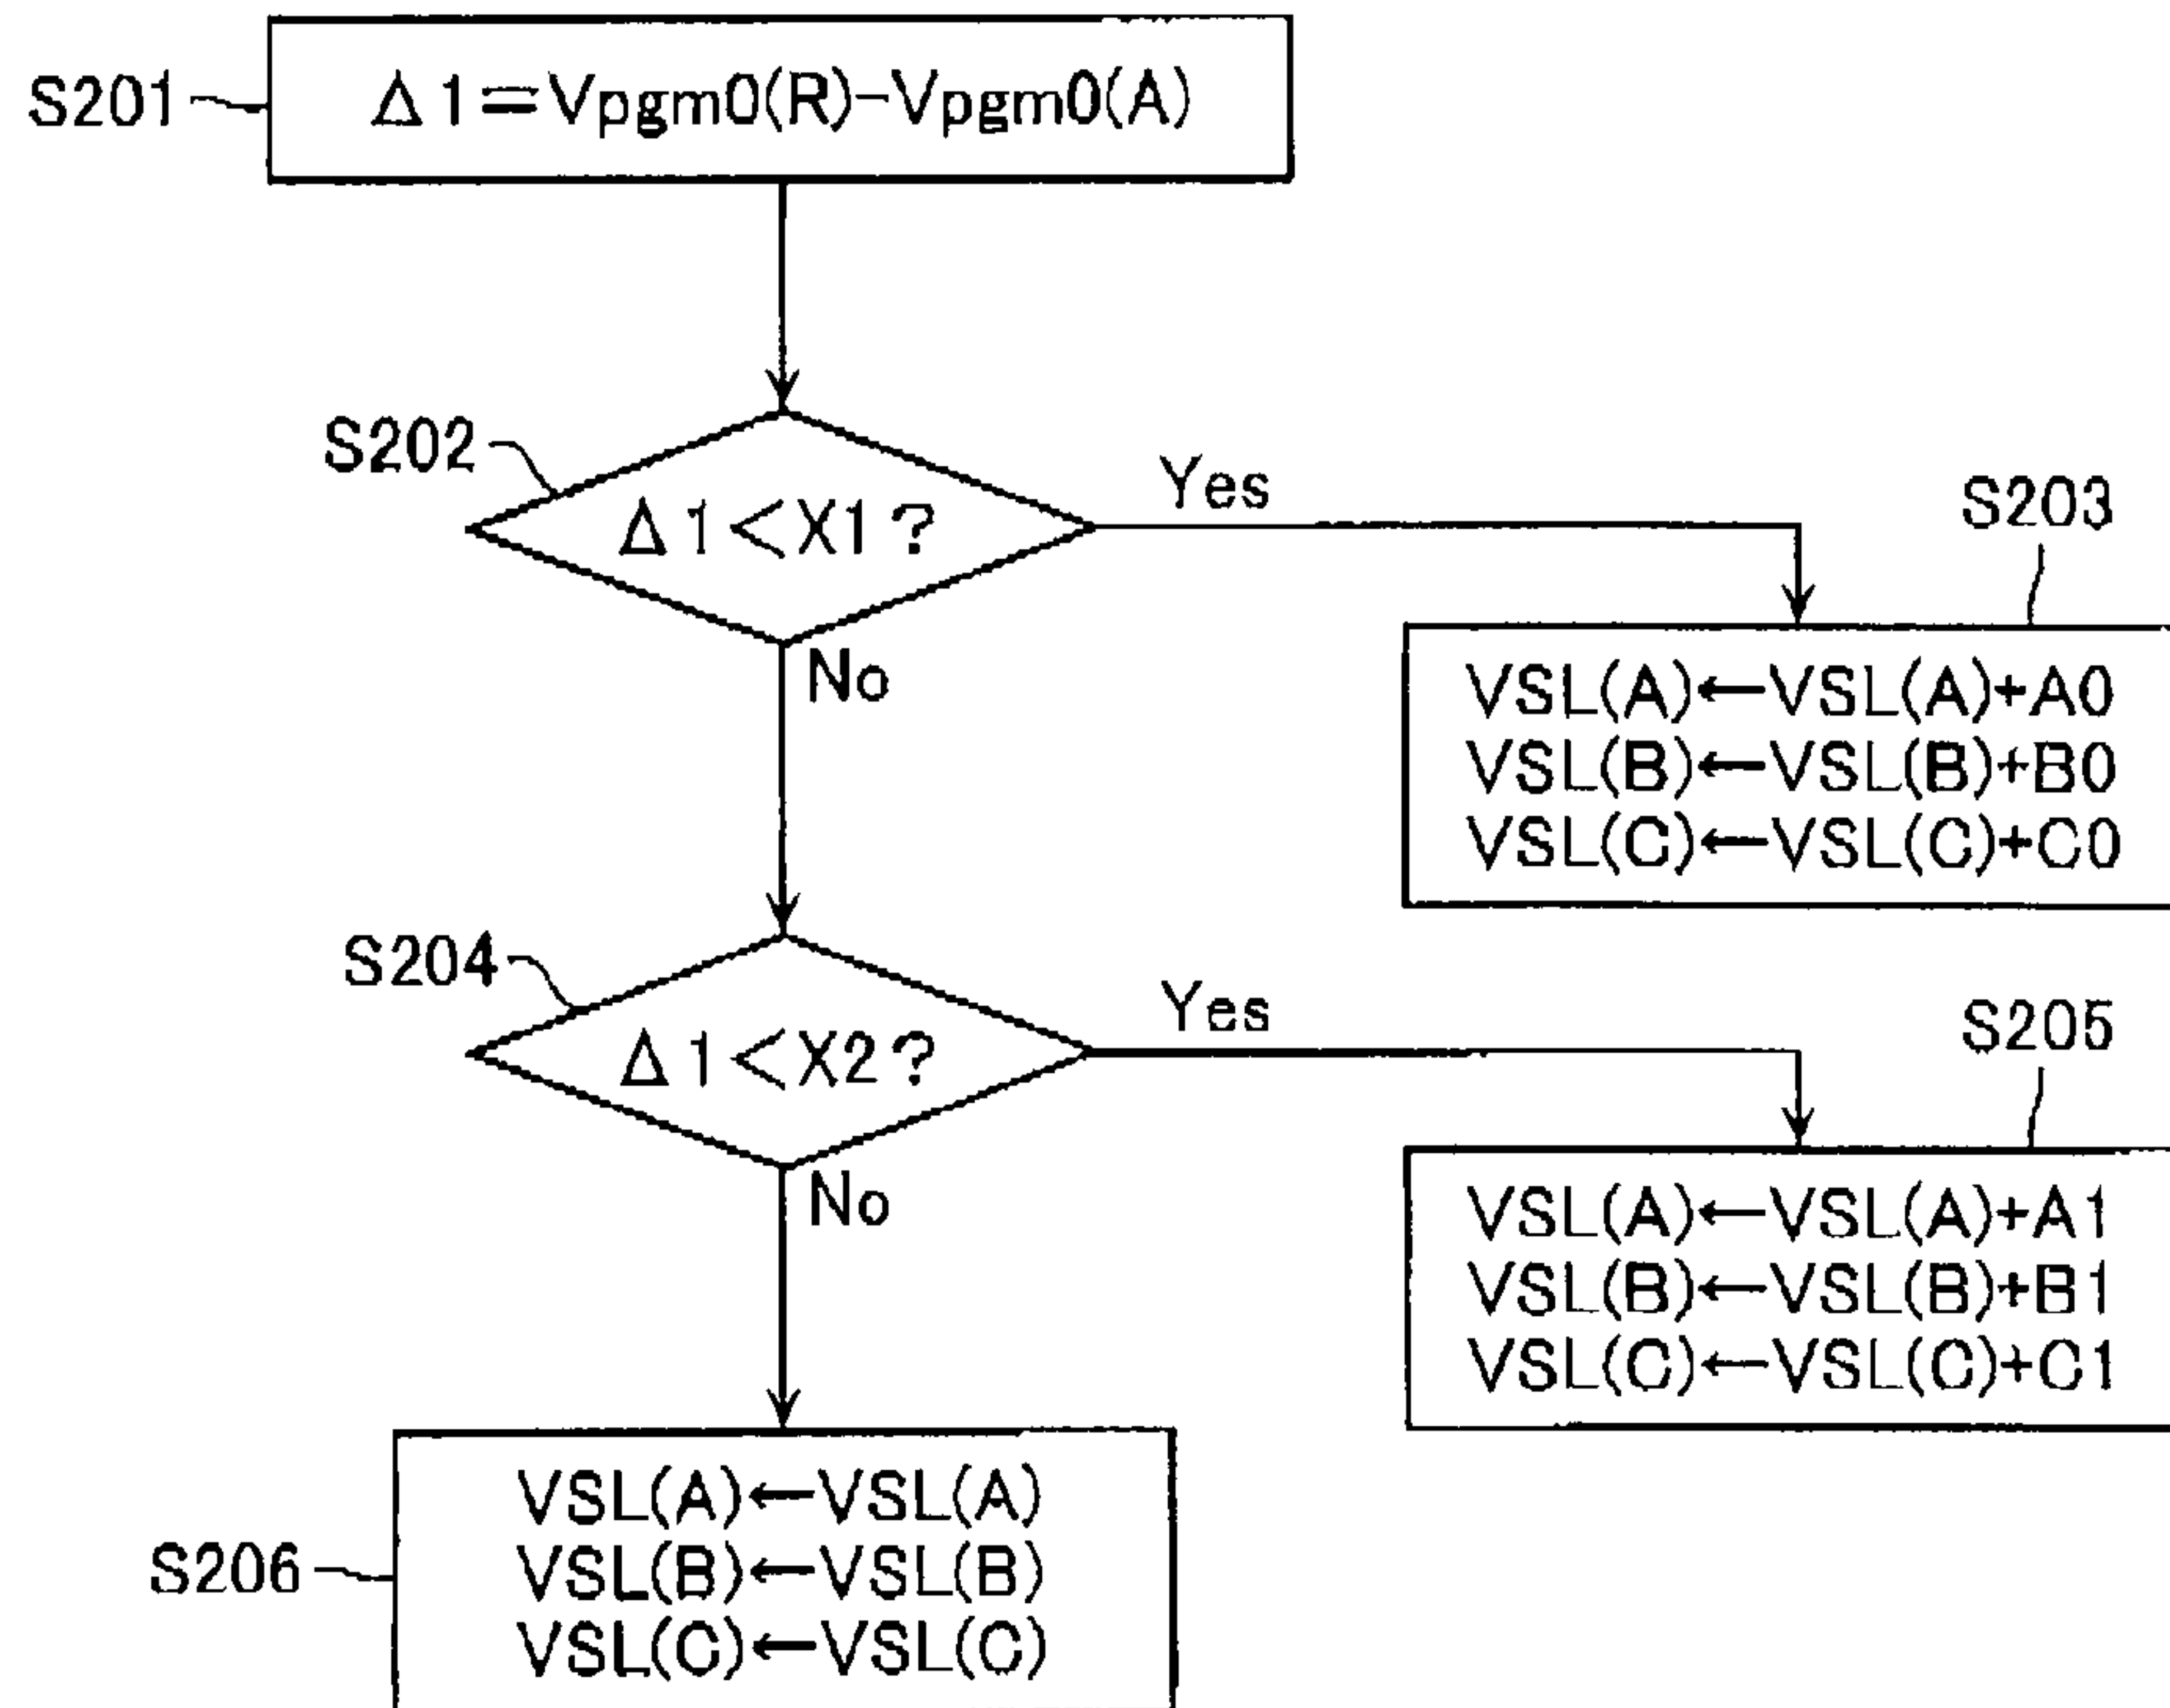 S201
Δ1=Vpgm0(R)-Vpgm0(A)
S202
Δ1<X1?
Yes
No
S203
VSL(A)←VSL(A)+A0
VSL(B)←VSL(B)+B0
VSL(C)←VSL(C)+C0
S204
Δ1<X2?
Yes
No
S205
VSL(A)←VSL(A)+A1
VSL(B)←VSL(B)+B1
VSL(C)←VSL(C)+C1
S206
VSL(A)←VSL(A)
VSL(B)←VSL(B)
VSL(C)←VSL(C)